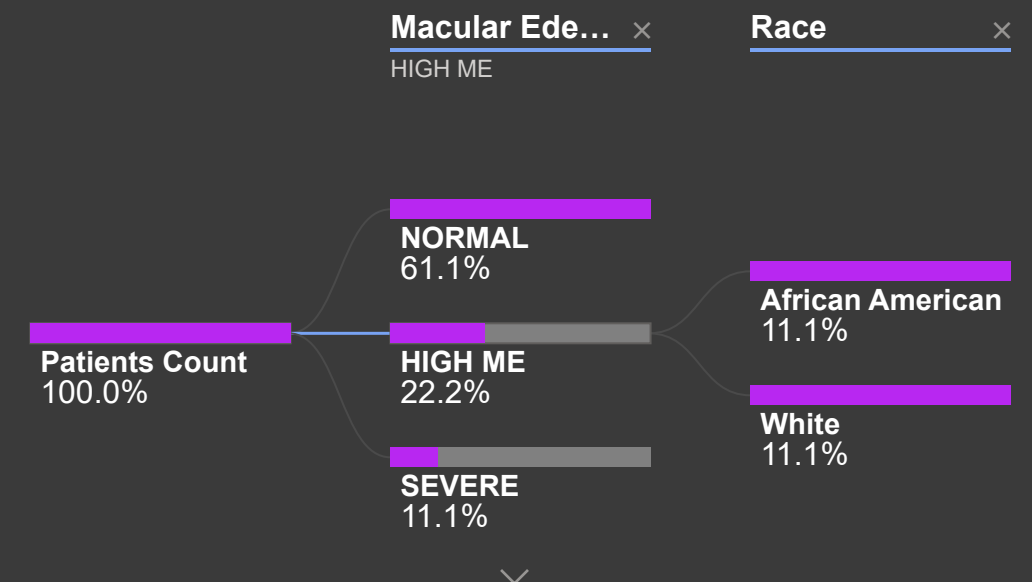 Macular Ede...
HIGH ME
Race
NORMAL
61.1%
Patients Count
100.0%
HIGH ME
22.2%
SEVERE
11.1%
African American
11.1%
White
11.1%